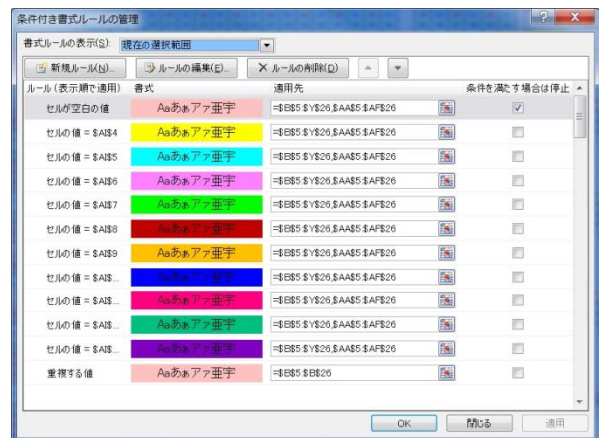 条件付き書式ルールの管理
書式ルールの表示(S): 現在の選択範囲
新規ルール(N)... ルールの編集(E)... ルールの削除(D)
ルール(表示順で適用) 書式 適用先 条件を満たす場合は停止
セルが空白の値 Aaあぁアァ亜宇 =$B$5:$Y$26,$AA$5:$AF$26
セルの値 = $AI$4 Aaあぁアァ亜宇 =$B$5:$Y$26,$AA$5:$AF$26
セルの値 = $AI$5 Aaあぁアァ亜宇 =$B$5:$Y$26,$AA$5:$AF$26
セルの値 = $AI$6 Aaあぁアァ亜宇 =$B$5:$Y$26,$AA$5:$AF$26
セルの値 = $AI$7 Aaあぁアァ亜宇 =$B$5:$Y$26,$AA$5:$AF$26
セルの値 = $AI$8 Aaあぁアァ亜宇 =$B$5:$Y$26,$AA$5:$AF$26
セルの値 = $AI$9 Aaあぁアァ亜宇 =$B$5:$Y$26,$AA$5:$AF$26
セルの値 = $AI$... Aaあぁアァ亜宇 =$B$5:$Y$26,$AA$5:$AF$26
セルの値 = $AI$... Aaあぁアァ亜宇 =$B$5:$Y$26,$AA$5:$AF$26
セルの値 = $AI$... Aaあぁアァ亜宇 =$B$5:$Y$26,$AA$5:$AF$26
セルの値 = $AI$... Aaあぁアァ亜宇 =$B$5:$Y$26,$AA$5:$AF$26
重複する値 Aaあぁアァ亜宇 =$B$5:$B$26
OK 閉じる 適用